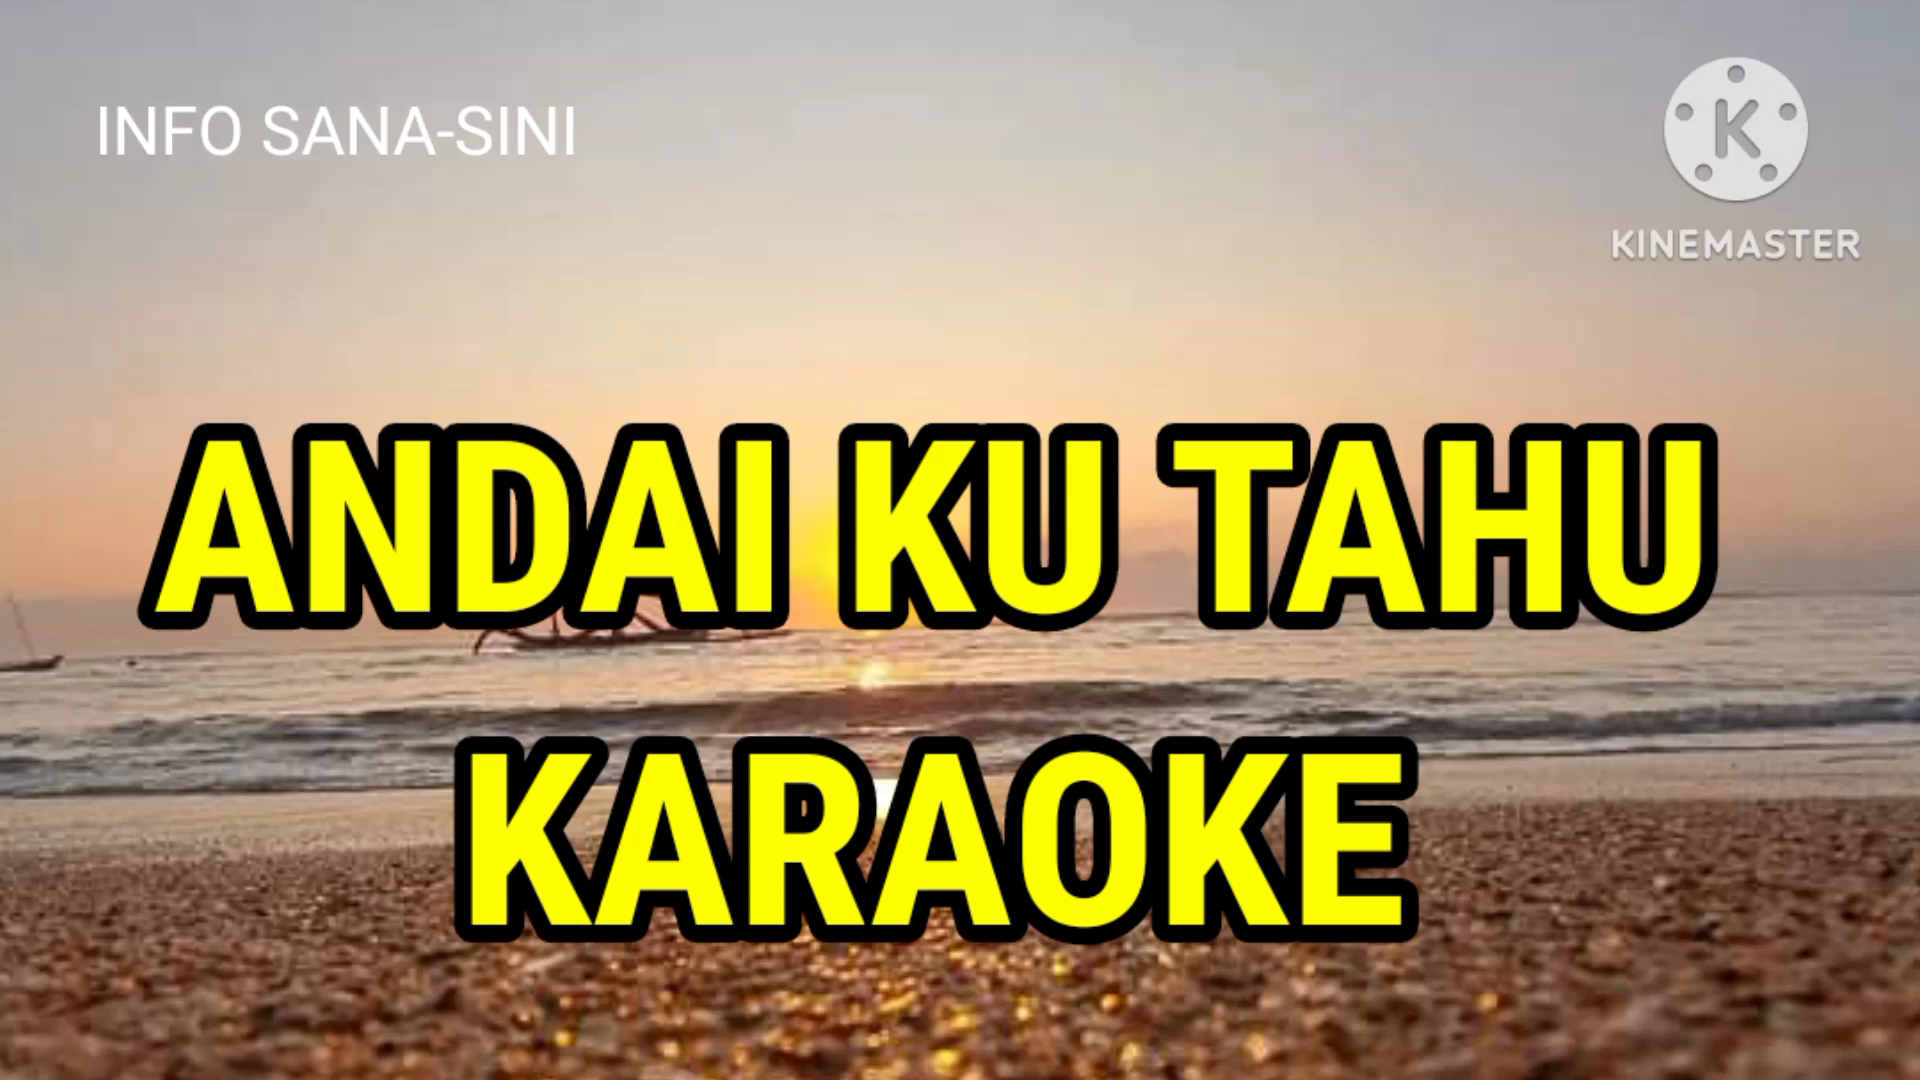 INFO SANA-SINI
K
KINEMASTER
ANDAI KU TAHU
KARAOKE